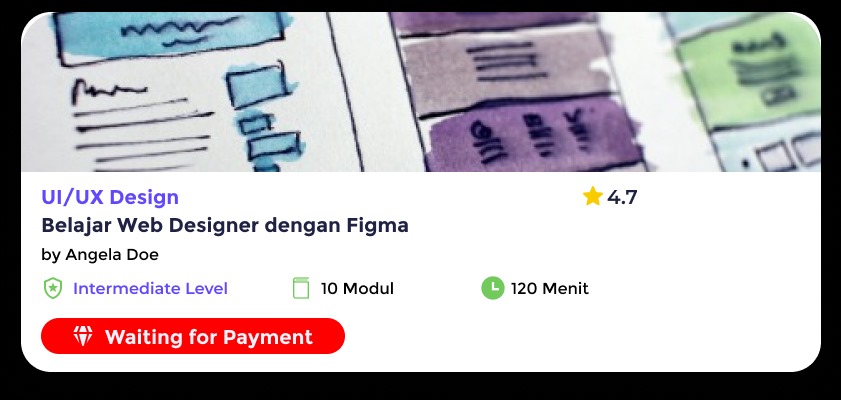 UI/UX Design
4.7
Belajar Web Designer dengan Figma
by Angela Doe
Intermediate Level
10 Modul
120 Menit
Waiting for Payment